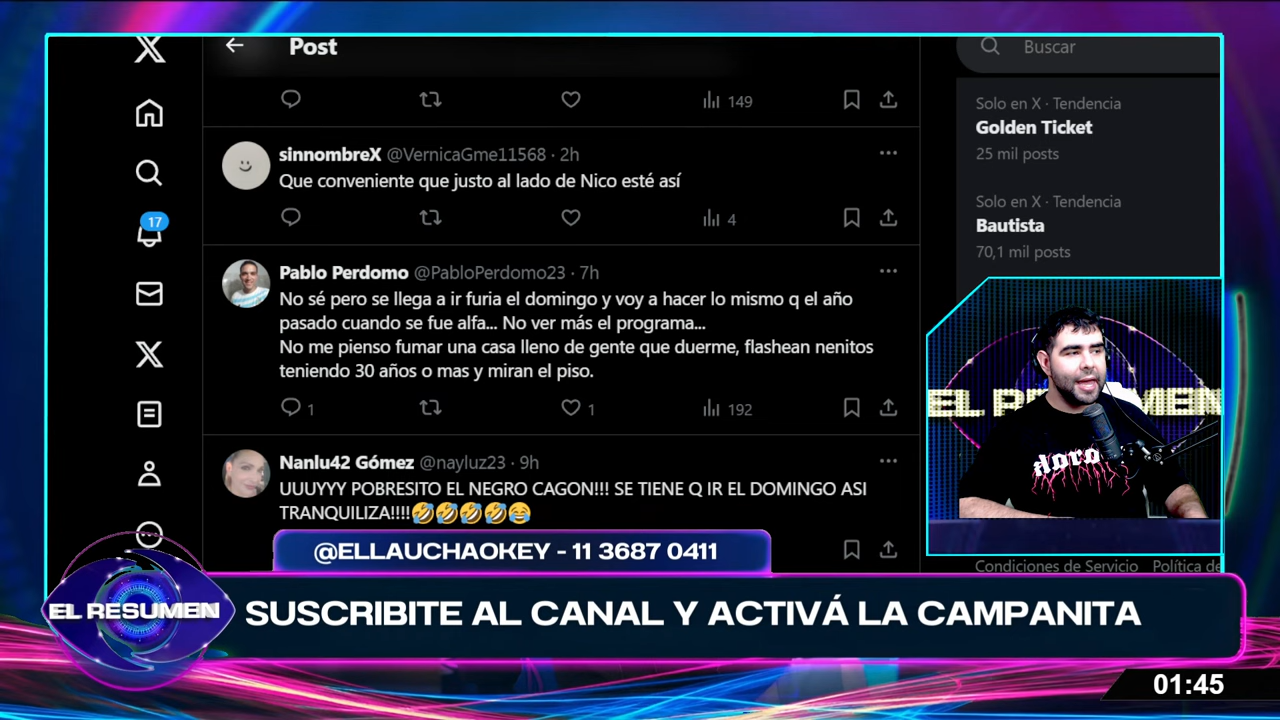 Post
Buscar
149
Solo en X · Tendencia
Golden Ticket
25 mil posts
sinnombreX @VernicaGme11568 · 2h
Que conveniente que justo al lado de Nico esté así
4
Solo en X · Tendencia
Bautista
70,1 mil posts
17
Pablo Perdomo @PabloPerdomo23 · 7h
No sé pero se llega a ir furia el domingo y voy a hacer lo mismo q el año
pasado cuando se fue alfa... No ver más el programa...
No me pienso fumar una casa lleno de gente que duerme, flashean nenitos
teniendo 30 años o mas y miran el piso.
1
1
192
Nanlu42 Gómez @nayluz23 · 9h
UUUYYY POBRESITO EL NEGRO CAGON!!! SE TIENE Q IR EL DOMINGO ASI
TRANQUILIZA!!!!🤣🤣🤣🤣😂
doro
@ELLAUCHAOKEY - 11 3687 0411
Condiciones de Servicio Política de
EL RESUMEN
SUSCRIBITE AL CANAL Y ACTIVÁ LA CAMPANITA
01:45